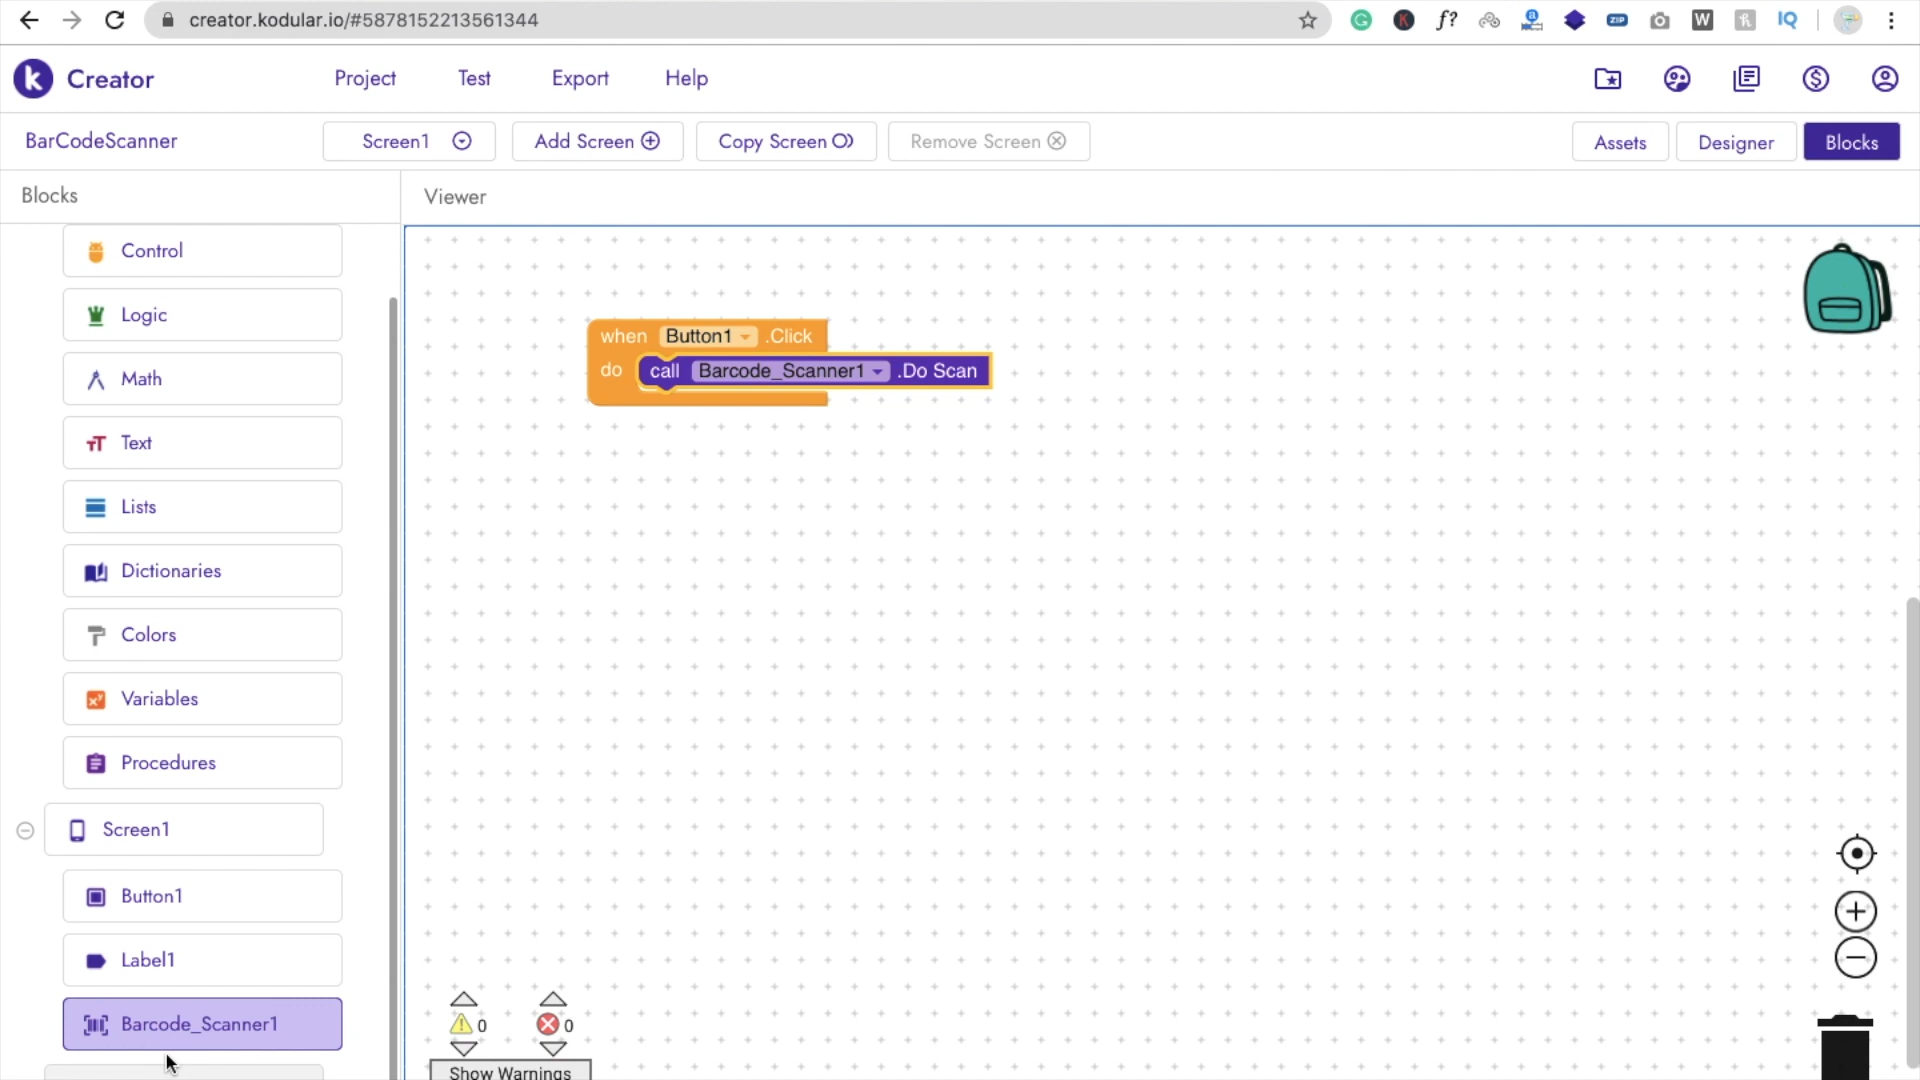 creator.kodular.io/#5878152213561344
Creator
Project
Test
Export
Help
BarCodeScanner
Screen1
Add Screen
Copy Screen
Remove Screen
Assets
Designer
Blocks
Blocks
Viewer
Control
Logic
Math
Text
Lists
Dictionaries
Colors
Variables
Procedures
Screen1
Button1
Label1
Barcode_Scanner1
when Button1 .Click
do call Barcode_Scanner1 .Do Scan
0 0
Show Warnings